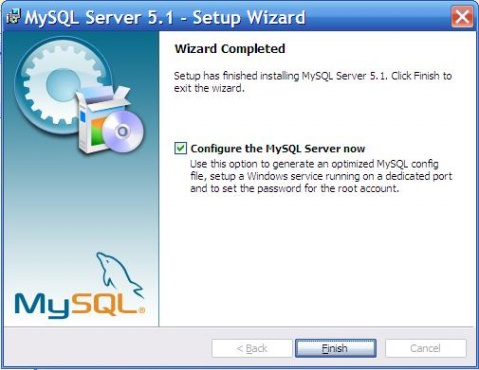 MySQL Server 5.1 - Setup Wizard
Wizard Completed
Setup has finished installing MySQL Server 5.1. Click Finish to
exit the wizard.
Configure the MySQL Server now
Use this option to generate an optimized MySQL config
file, setup a Windows service running on a dedicated port
and to set the password for the root account.
MySQL®
< Back
Finish
Cancel